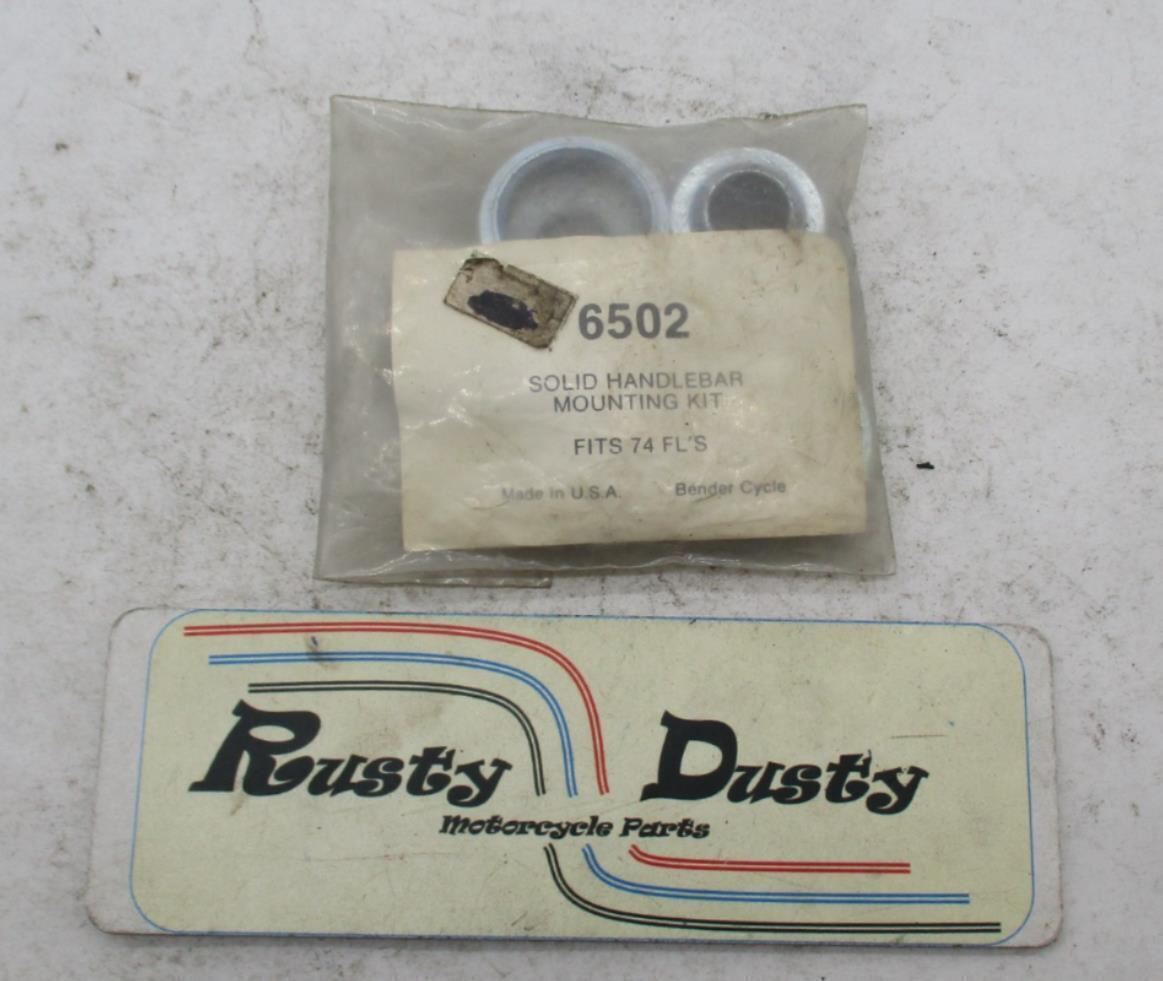 6502
SOLID HANDLEBAR
MOUNTING KIT
FITS 74 FL'S
Made in U.S.A. Bender Cycle
Rusty Dusty
Motorcycle Parts